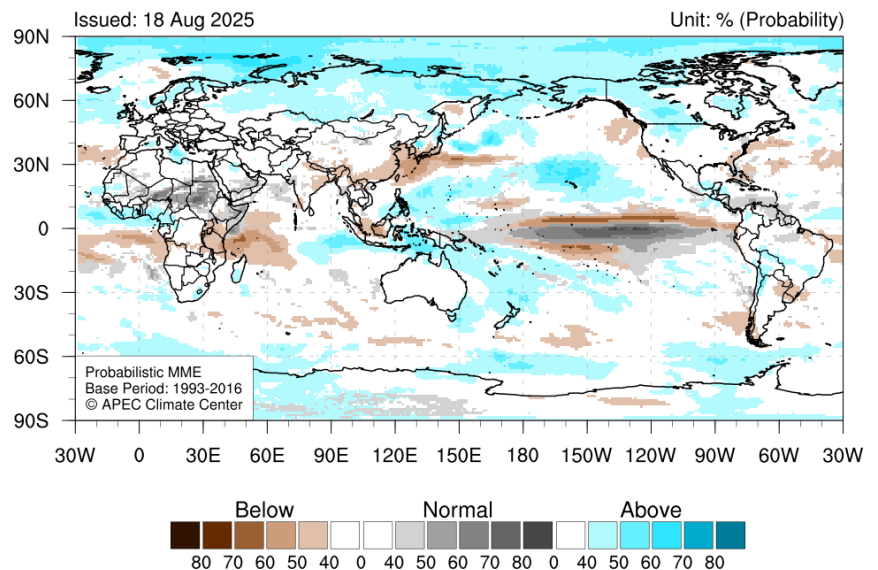 Issued: 18 Aug 2025 Unit: % (Probability)
90N
60N
30N
0
30S
60S
90S
Probabilistic MME
Base Period: 1993-2016
© APEC Climate Center
30W 0 30E 60E 90E 120E 150E 180 150W 120W 90W 60W 30W
Below Normal Above
80 70 60 50 40 0 40 50 60 70 80 0 40 50 60 70 80